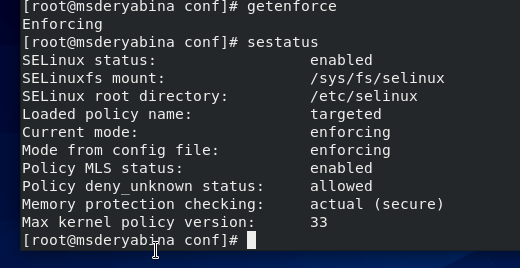 [root@msderyabina conf]# getenforce
Enforcing
[root@msderyabina conf]# sestatus
SELinux status:                 enabled
SELinuxfs mount:                /sys/fs/selinux
SELinux root directory:         /etc/selinux
Loaded policy name:             targeted
Current mode:                   enforcing
Mode from config file:          enforcing
Policy MLS status:              enabled
Policy deny_unknown status:     allowed
Memory protection checking:     actual (secure)
Max kernel policy version:      33
[root@msderyabina conf]#